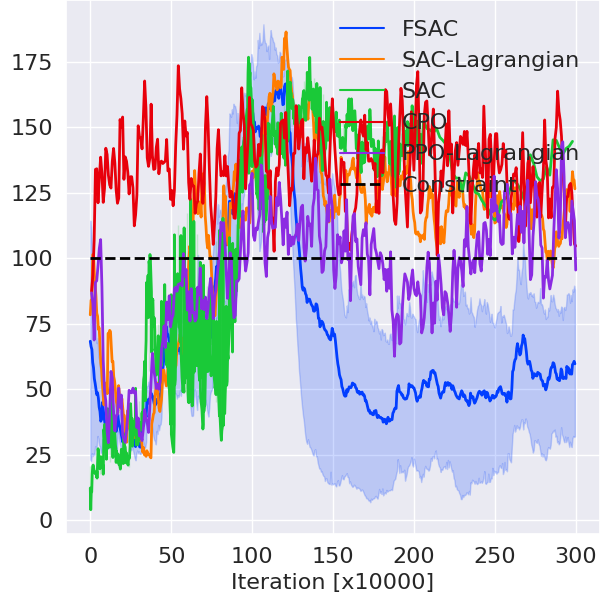 FSAC
SAC-Lagrangian
SAC
CPO
PPO-Lagrangian
Constraint
175
150
125
100
75
50
25
0
0 50 100 150 200 250 300
Iteration [x10000]